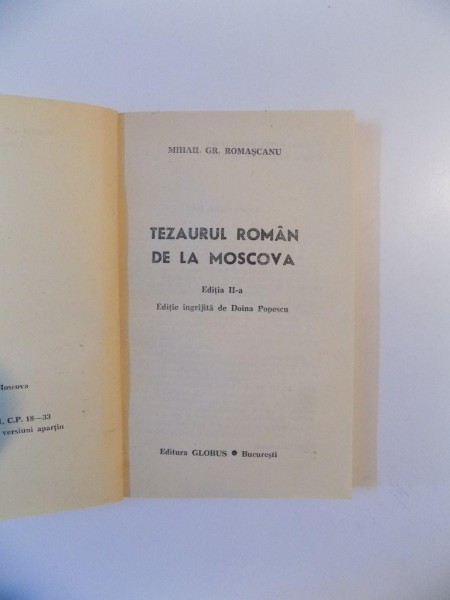 Moscova
C.P. 18—33
versiuni aparțin
MIHAIL GR. ROMAȘCANU
TEZAURUL ROMÂN
DE LA MOSCOVA
Ediția II-a
Ediție îngrijită de Doina Popescu
Editura GLOBUS ● București